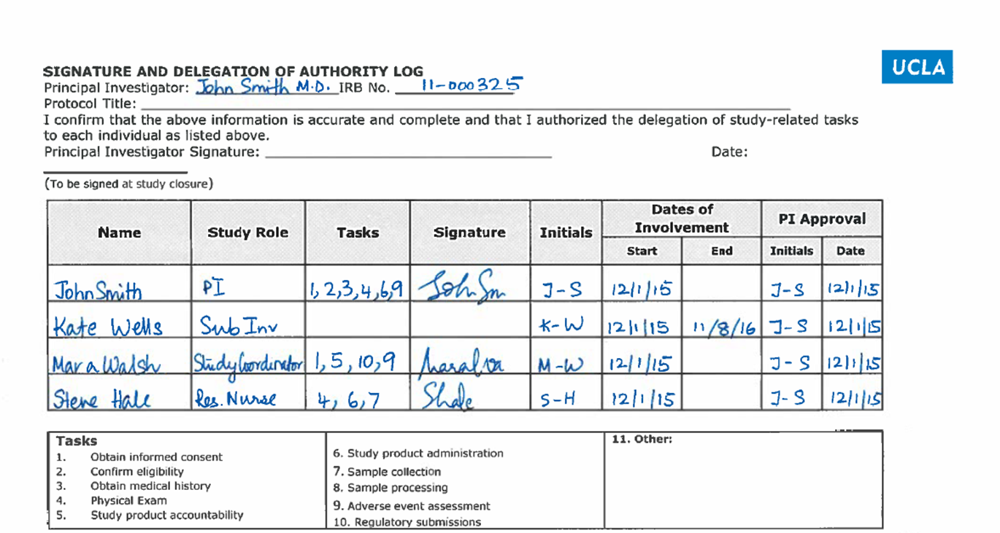 UCLA
SIGNATURE AND DELEGATION OF AUTHORITY LOG
Principal Investigator: John Smith M.D. IRB No. 11-000325
Protocol Title:
I confirm that the above information is accurate and complete and that I authorized the delegation of study-related tasks
to each individual as listed above.
Principal Investigator Signature: Date:
(To be signed at study closure)
Name Study Role Tasks Signature Initials Dates of Involvement PI Approval
Start End Initials Date
John Smith PI 1, 2, 3, 4, 6, 9 John Sm J-S 12/1/15 J-S 12/1/15
Kate Wells Sub Inv K-W 12/1/15 11/8/16 J-S 12/1/15
Mara Walsh Study Coordinator 1, 5, 10, 9 M-W 12/1/15 J-S 12/1/15
Steve Hale Res. Nurse 4, 6, 7 SHale S-H 12/1/15 J-S 12/1/15
Tasks
1. Obtain informed consent
2. Confirm eligibility
3. Obtain medical history
4. Physical Exam
5. Study product accountability
6. Study product administration
7. Sample collection
8. Sample processing
9. Adverse event assessment
10. Regulatory submissions
11. Other: